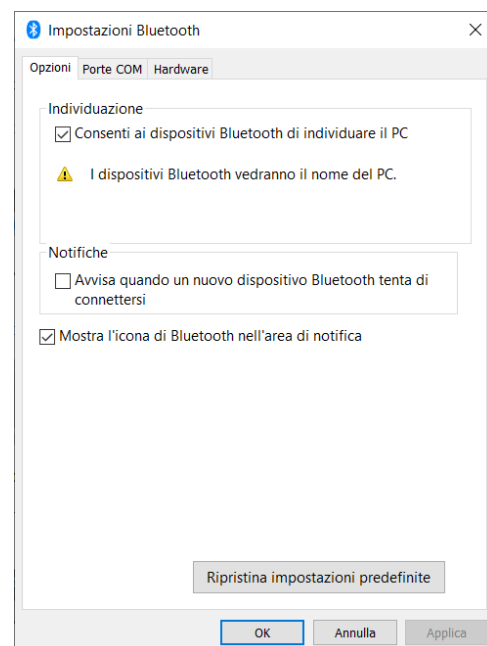 Impostazioni Bluetooth
Opzioni Porte COM Hardware
Individuazione
Consenti ai dispositivi Bluetooth di individuare il PC
I dispositivi Bluetooth vedranno il nome del PC.
Notifiche
Avvisa quando un nuovo dispositivo Bluetooth tenta di
connettersi
Mostra l'icona di Bluetooth nell'area di notifica
Ripristina impostazioni predefinite
OK Annulla Applica